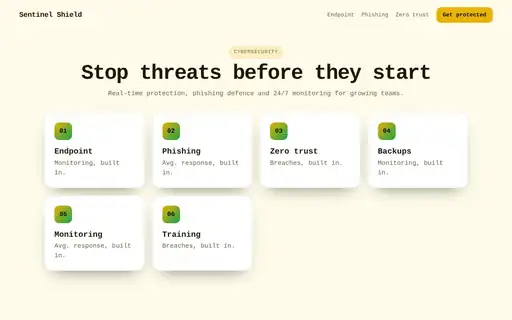 Sentinel Shield
Endpoint Phishing Zero trust Get protected
CYBERSECURITY
Stop threats before they start
Real-time protection, phishing defence and 24/7 monitoring for growing teams.
01
Endpoint
Monitoring, built
in.
02
Phishing
Avg. response, built
in.
03
Zero trust
Breaches, built in.
04
Backups
Monitoring, built
in.
05
Monitoring
Avg. response, built
in.
06
Training
Breaches, built in.